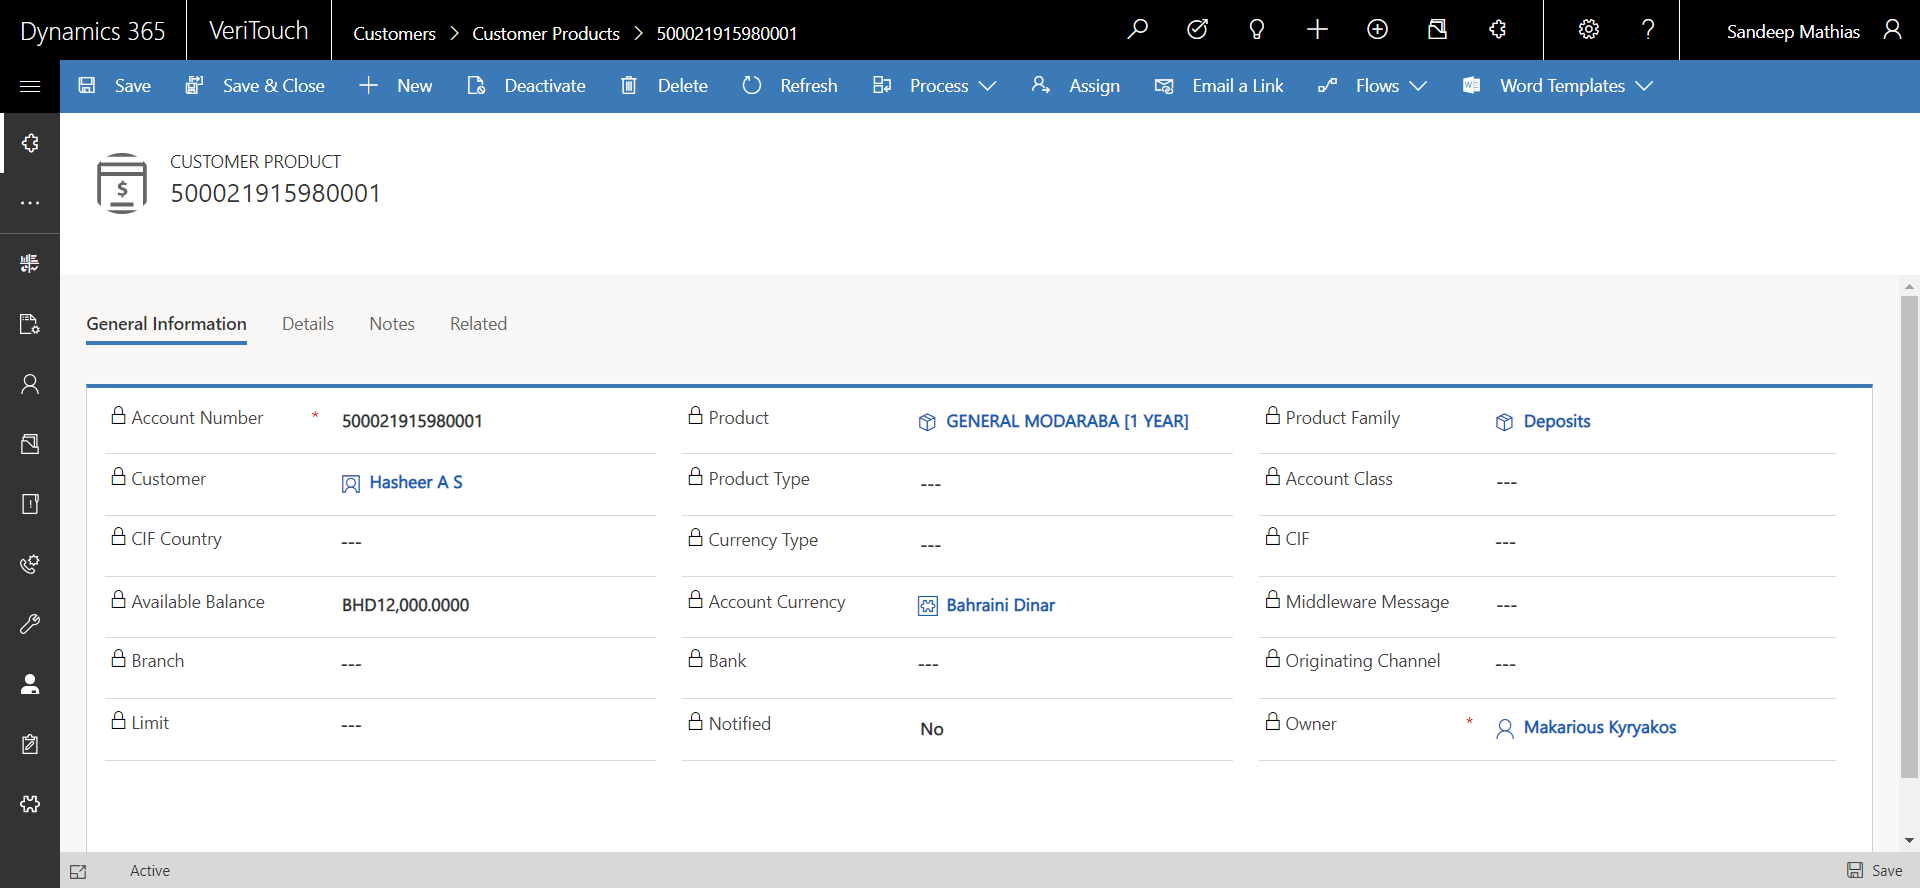 Dynamics 365 VeriTouch Customers > Customer Products > 500021915980001 Sandeep Mathias
Save Save & Close New Deactivate Delete Refresh Process Assign Email a Link Flows Word Templates
CUSTOMER PRODUCT
500021915980001
General Information Details Notes Related
Account Number * 500021915980001 Product GENERAL MODARABA [1 YEAR] Product Family Deposits
Customer Hasheer A S Product Type --- Account Class ---
CIF Country --- Currency Type --- CIF ---
Available Balance BHD12,000.0000 Account Currency Bahraini Dinar Middleware Message ---
Branch --- Bank --- Originating Channel ---
Limit --- Notified No Owner * Makarious Kyryakos
Active Save